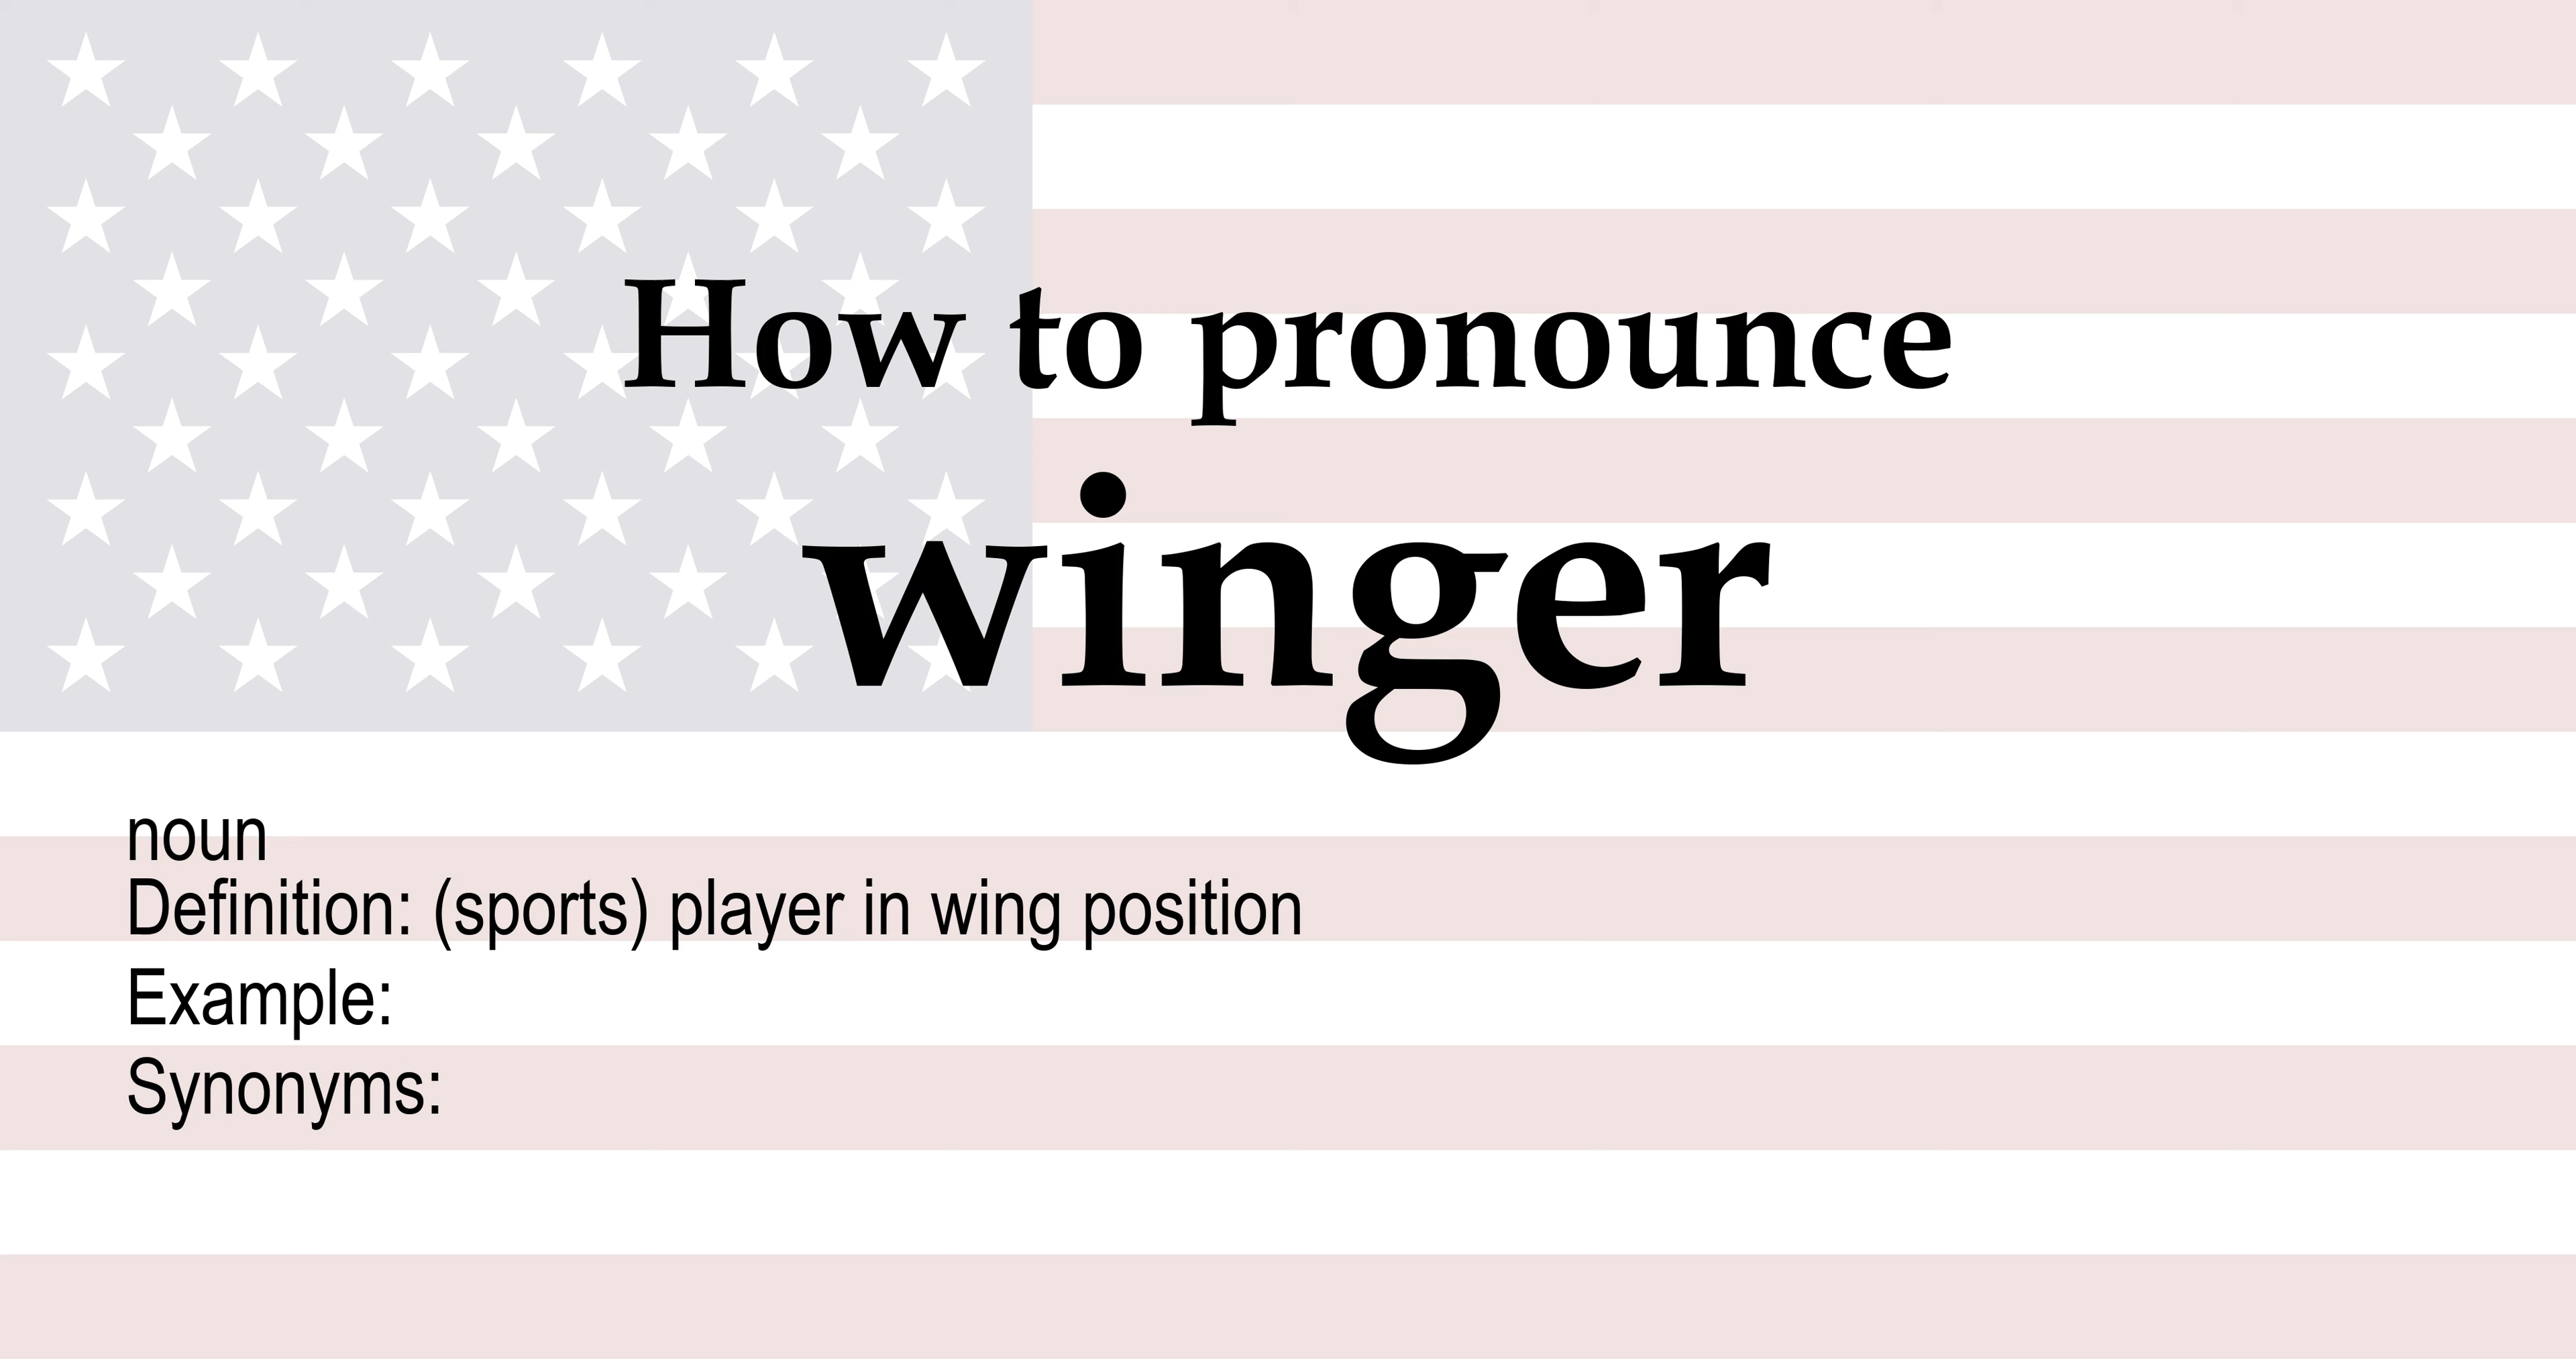 How to pronounce
winger
noun
Definition: (sports) player in wing position
Example:
Synonyms: